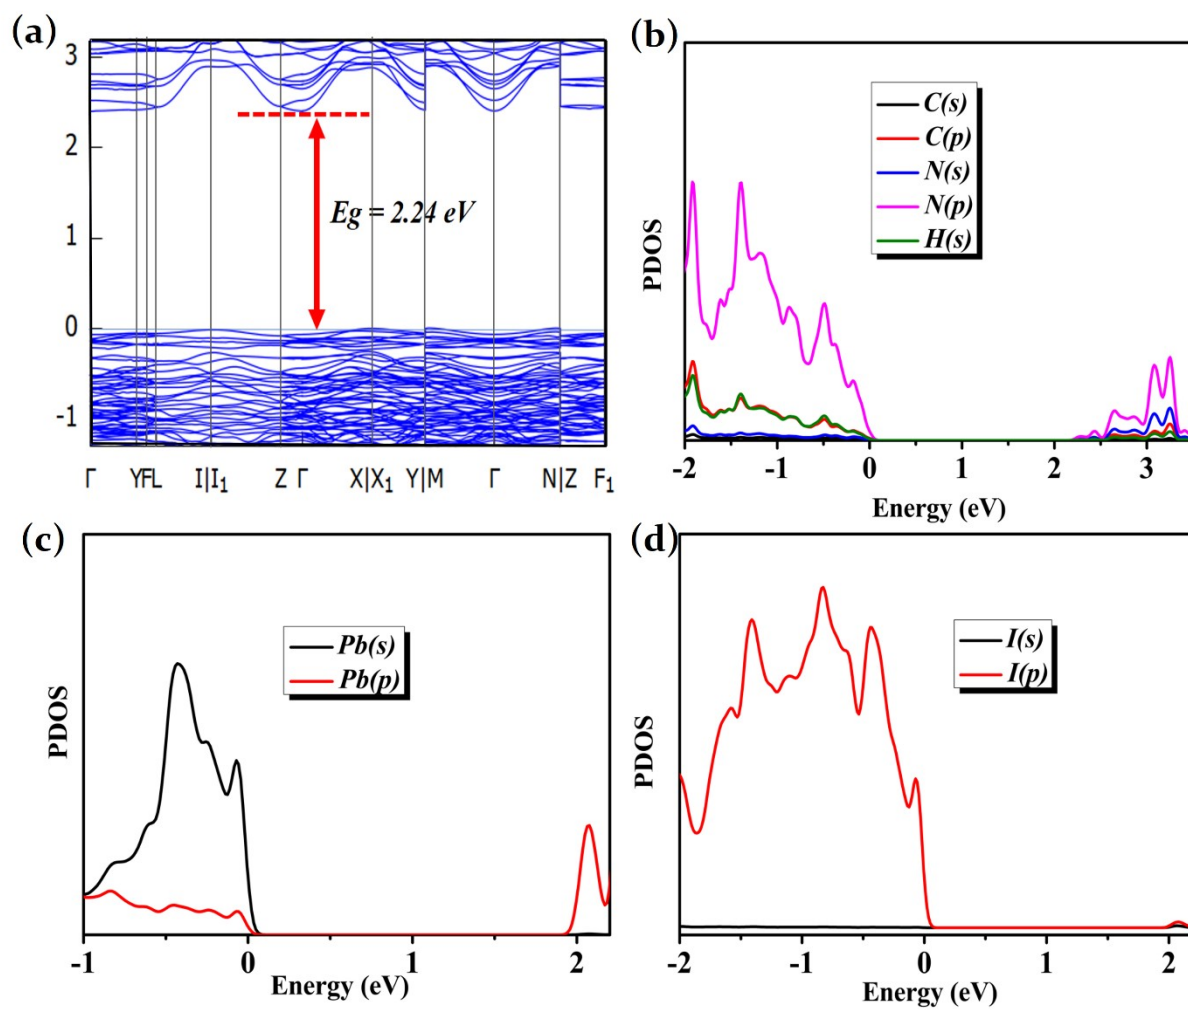 (a)
3
2
1
0
-1
Eg = 2.24 eV
Γ YFL I|I₁ Z Γ X|X₁ Y|M Γ N|Z F₁
(b)
PDOS
C(s)
C(p)
N(s)
N(p)
H(s)
-2 -1 0 1 2 3
Energy (eV)
(c)
PDOS
Pb(s)
Pb(p)
-1 0 1 2
Energy (eV)
(d)
PDOS
I(s)
I(p)
-2 -1 0 1 2
Energy (eV)